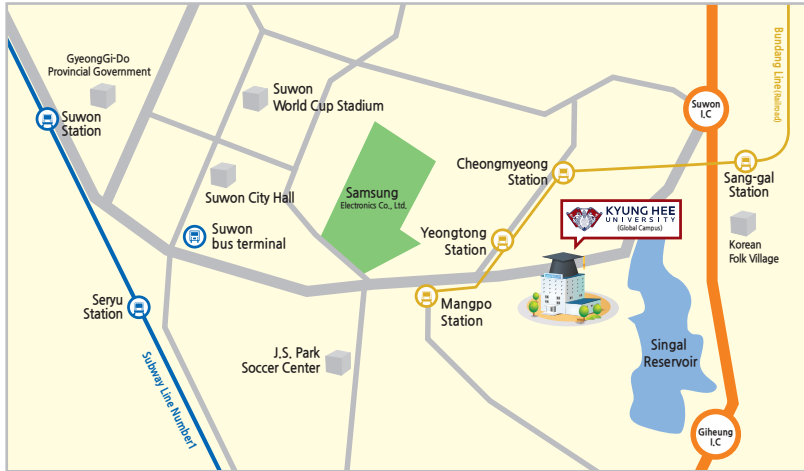 GyeongGi-Do
Provincial Government
Suwon
Station
Suwon
World Cup Stadium
Suwon City Hall
Suwon
bus terminal
Seryu
Station
Subway Line Number1
J.S. Park
Soccer Center
Samsung
Electronics Co., Ltd.
Cheongmyeong
Station
Yeongtong
Station
Mangpo
Station
KYUNG HEE
UNIVERSITY
(Global Campus)
Suwon
I.C
Bundang Line(Railroad)
Sang-gal
Station
Korean
Folk Village
Singal
Reservoir
Giheung
I.C